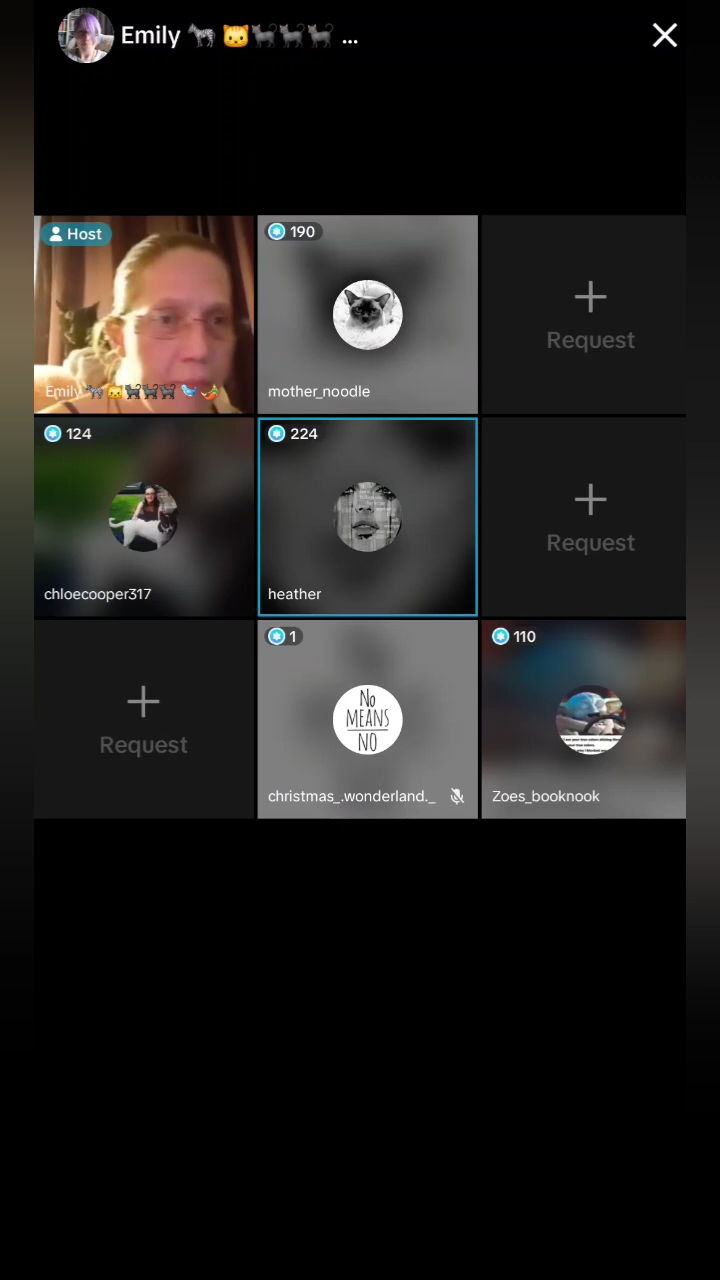 Emily 🦓 🐱🐈‍⬛🐈‍⬛🐈‍⬛ ...
Host
Emily 🦓 🐱🐈‍⬛🐈‍⬛🐈‍⬛
190
mother_noodle
Request
124
chloecooper317
224
heather
Request
Request
1
No
MEANS
NO
christmas_.wonderland._
110
Zoes_booknook